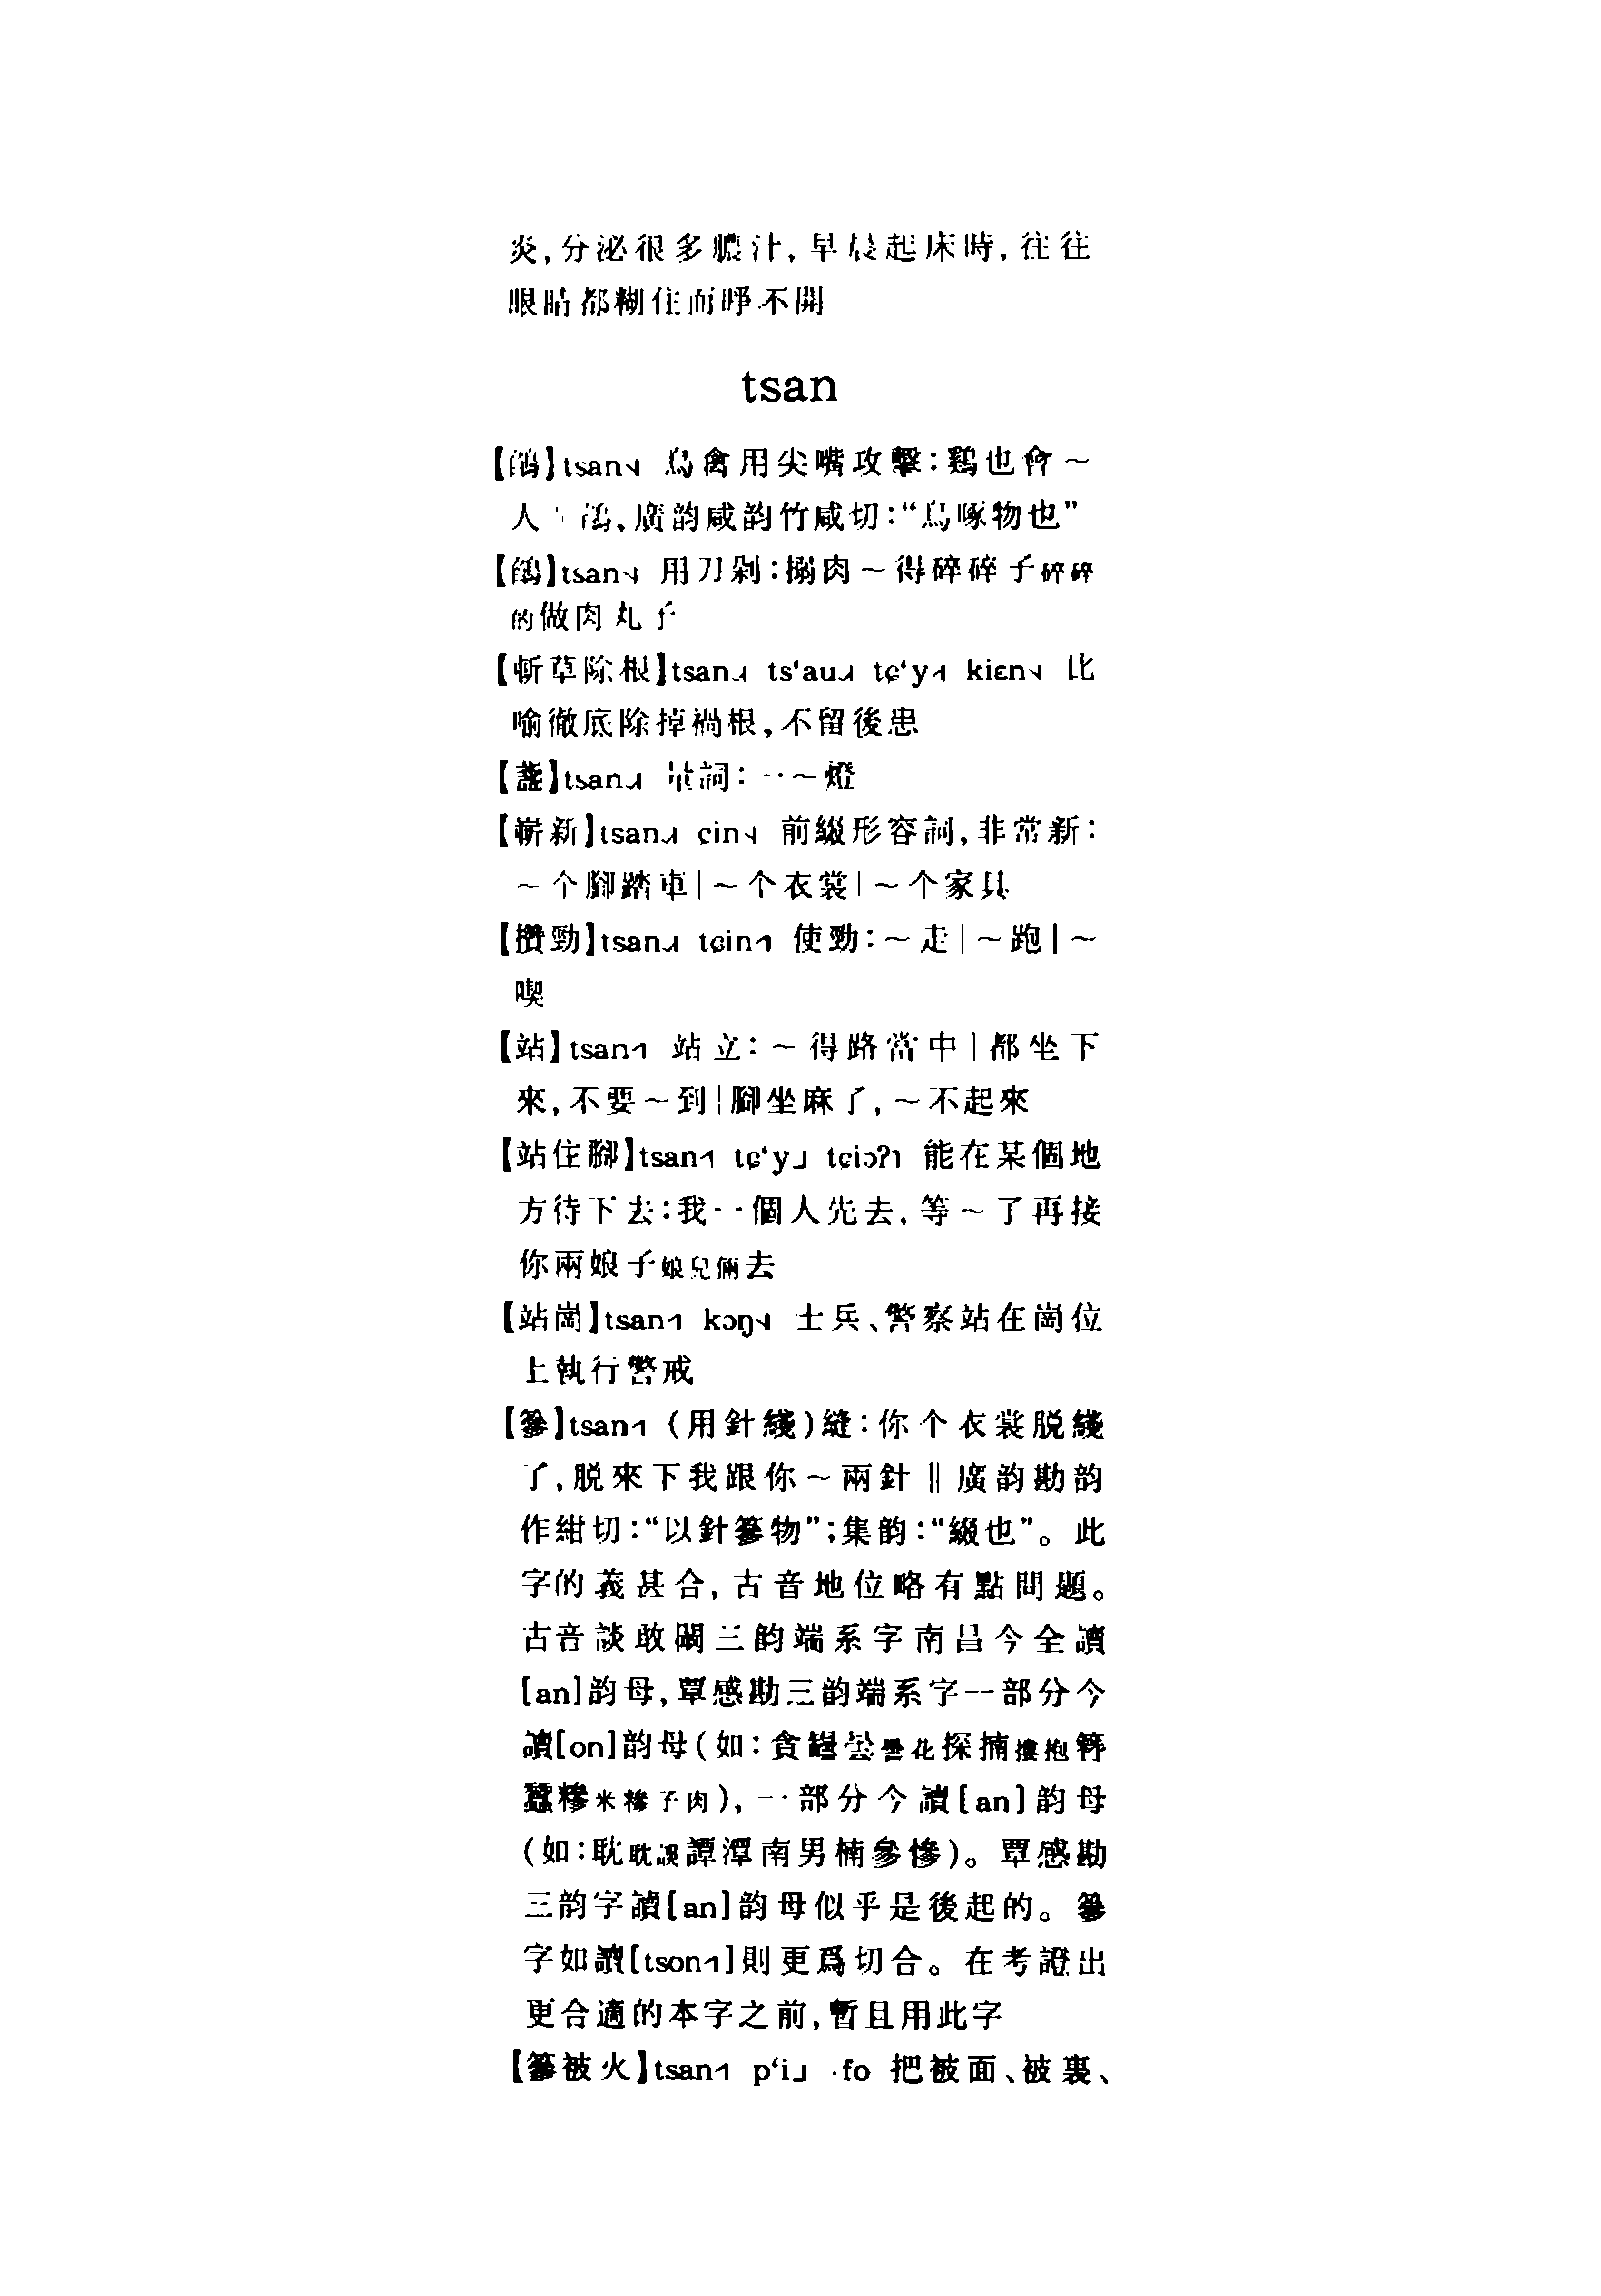 炎,分泌很多膿汁,早晨起床時,往往
眼睛都糊住而睜不開
tsan
【鵮】tsan˧ 鳥禽用尖嘴攻擊:鷄也會～
人 鵮、廣韵咸韵竹咸切:“鳥啄物也”
【鵮】tsan˧ 用刀剁:搦肉～得碎碎子碎碎
的做肉丸子
【斬草除根】tsan˩ ts‘au˩ tɕ‘y˥ kiɛn˧ 比
喻徹底除掉禍根,不留後患
【盞】tsan˩ 量詞:一～燈
【嶄新】tsan˩ ɕin˧ 前綴形容詞,非常新:
～个腳踏車|～个衣裳|～个家具
【攢勁】tsan˩ tɕin˥ 使勁:～走|～跑|～
喫
【站】tsan˥ 站立:～得路當中|都坐下
來,不要～到|腳坐麻了,～不起來
【站住腳】tsan˥ tɕ‘y˩ tɕiɔʔ˥ 能在某個地
方待下去:我一個人先去,等～了再接
你兩娘子娘兒倆去
【站崗】tsan˥ kɔŋ˧ 士兵、警察站在崗位
上執行警戒
【篸】tsan˥ (用針綫)縫:你个衣裳脱綫
了,脱來下我跟你～兩針‖廣韵勘韵
作紺切:“以針篸物”;集韵:“綴也”。此
字的義甚合,古音地位略有點問題。
古音談敢闞三韵端系字南昌今全讀
[an]韵母,覃感勘三韵端系字一部分今
讀[on]韵母(如:貪罎曇曇花探揇摟抱簪
蠶糝米糝子肉),一部分今讀[an]韵母
(如:耽耽誤譚潭南男楠參慘)。覃感勘
三韵字讀[an]韵母似乎是後起的。篸
字如讀[tson˥]則更爲切合。在考證出
更合適的本字之前,暫且用此字
【篸被火】tsan˥ p‘i˩ ·fo 把被面、被裏、